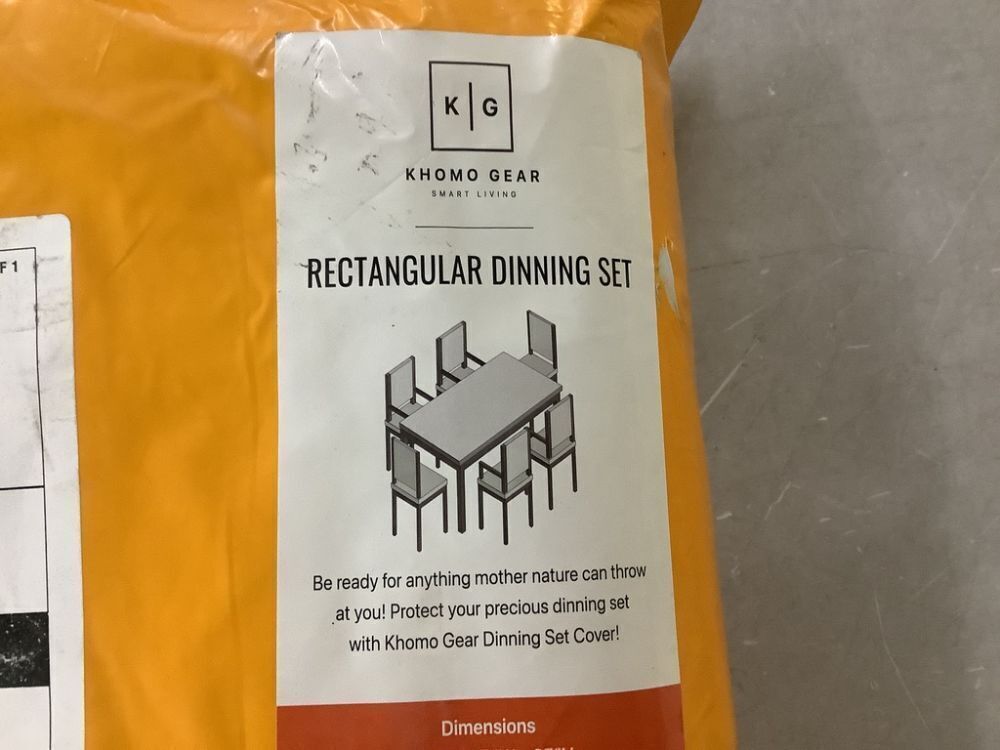 F 1
K | G
KHOMO GEAR
SMART LIVING
RECTANGULAR DINNING SET
Be ready for anything mother nature can throw
at you! Protect your precious dinning set
with Khomo Gear Dinning Set Cover!
Dimensions